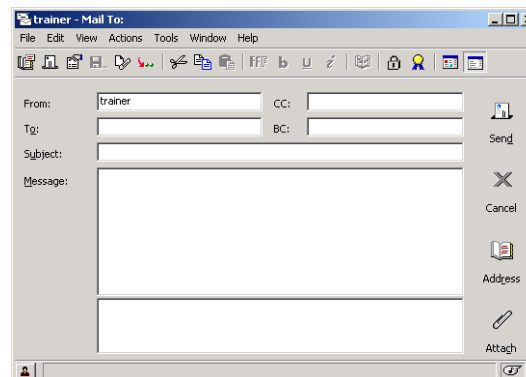 trainer - Mail To:
File Edit View Actions Tools Window Help
From: trainer CC:
To: BC:
Send
Subject:
Message:
Cancel
Address
Attach